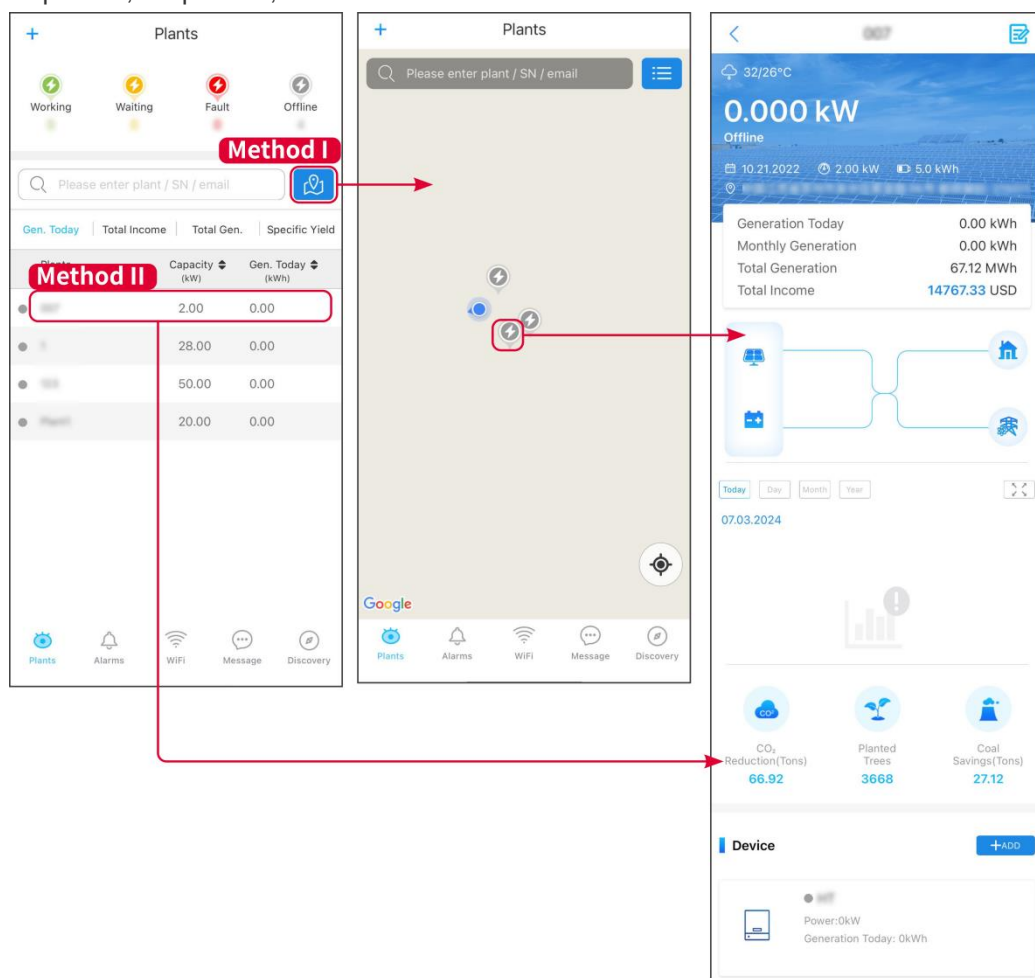 + Plants
Working Waiting Fault Offline
Method I
Please enter plant / SN / email
Gen. Today Total Income Total Gen. Specific Yield
Method II
Capacity Gen. Today
(kW) (kWh)
2.00 0.00
28.00 0.00
50.00 0.00
20.00 0.00
Plants Alarms WiFi Message Discovery
+ Plants
Please enter plant / SN / email
Google
Plants Alarms WiFi Message Discovery
007
32/26°C
0.000 kW
Offline
10.21.2022 2.00 kW 5.0 kWh
Generation Today 0.00 kWh
Monthly Generation 0.00 kWh
Total Generation 67.12 MWh
Total Income 14767.33 USD
Today Day Month Year
07.03.2024
CO₂ Planted Coal
Reduction(Tons) Trees Savings(Tons)
66.92 3668 27.12
Device +ADD
Power:0kW
Generation Today: 0kWh